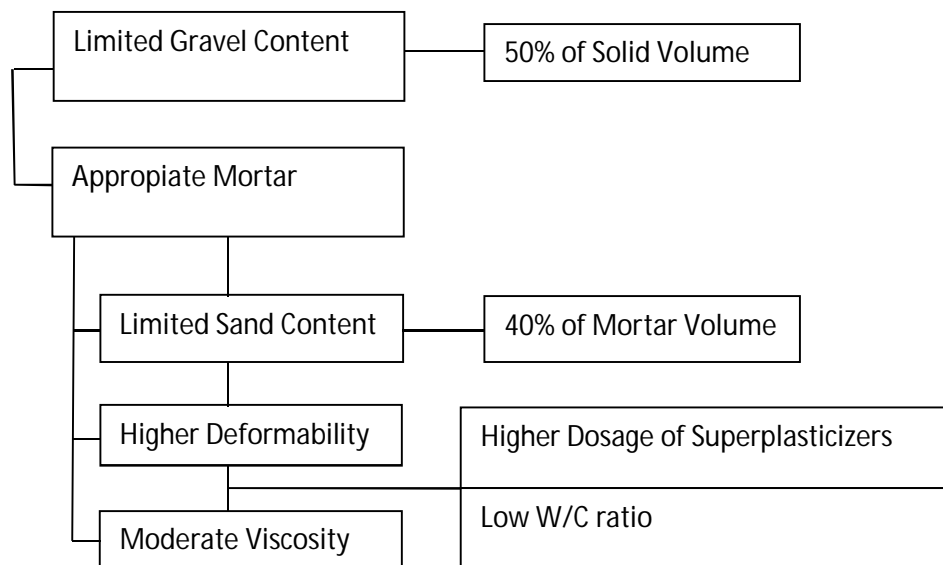 Limited Gravel Content
50% of Solid Volume
Appropiate Mortar
Limited Sand Content
40% of Mortar Volume
Higher Deformability
Higher Dosage of Superplasticizers
Low W/C ratio
Moderate Viscosity